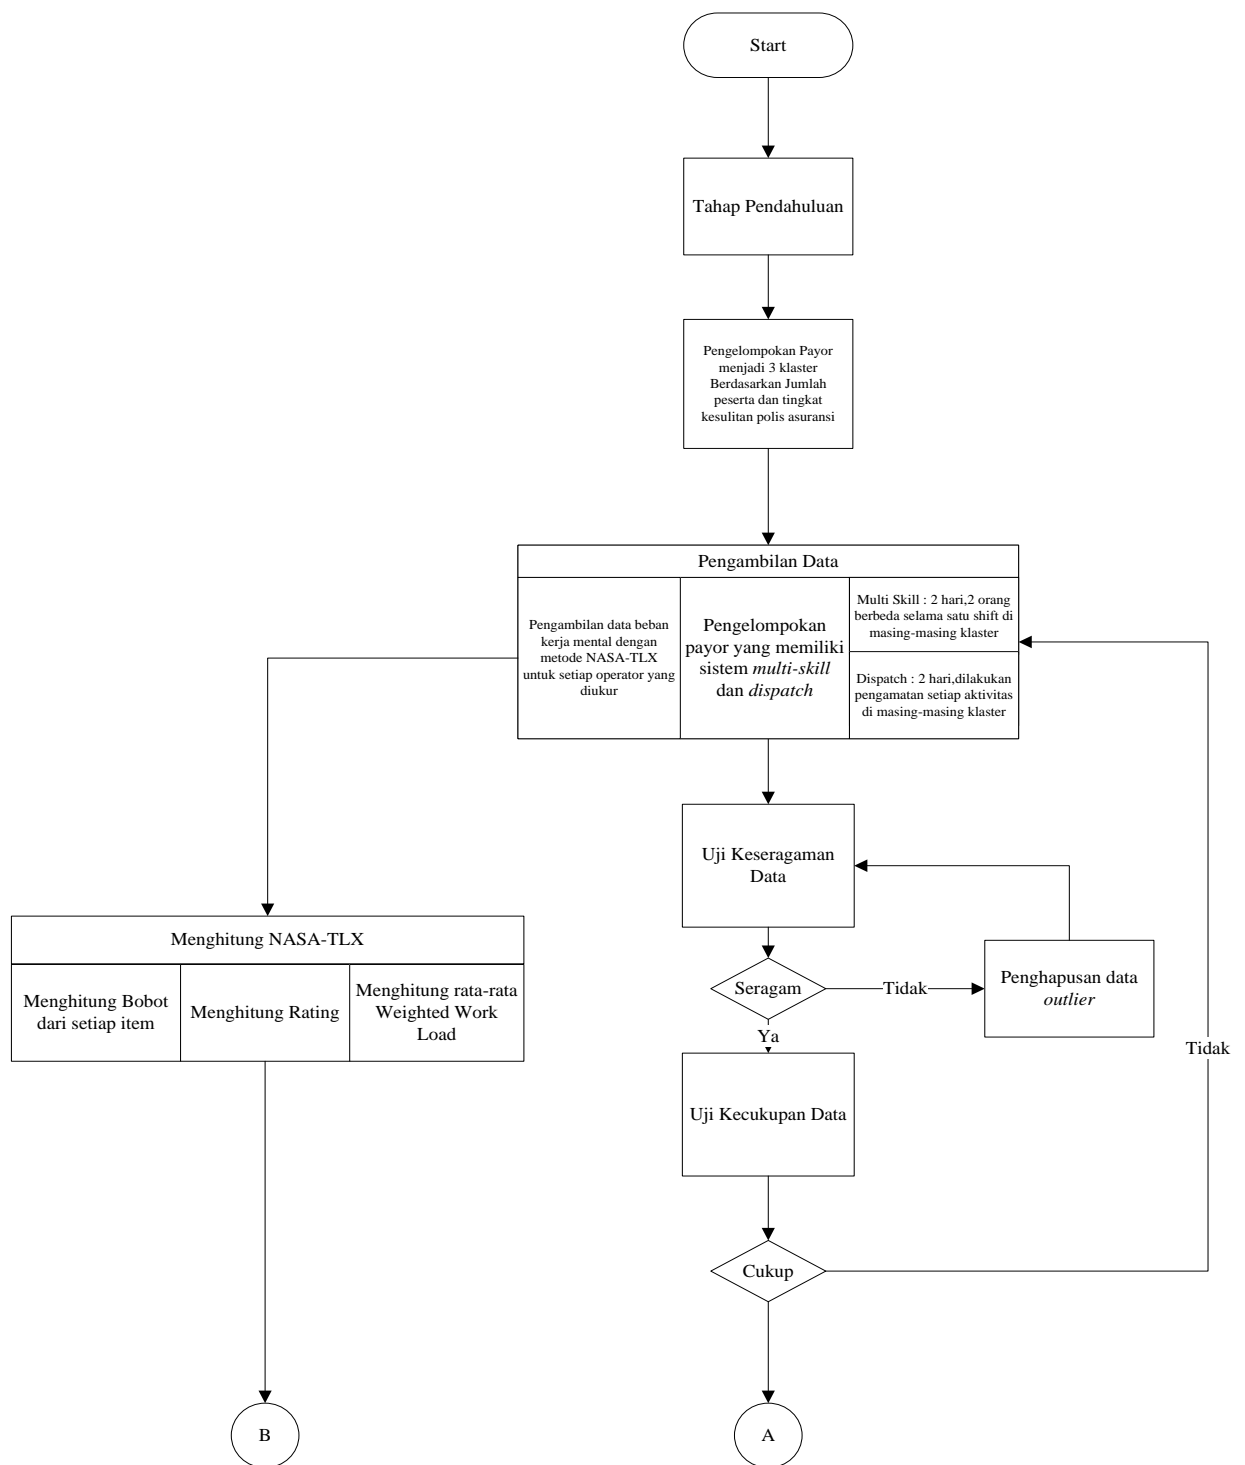 Start
Tahap Pendahuluan
Pengelompokan Payor
menjadi 3 klaster
Berdasarkan Jumlah
peserta dan tingkat
kesulitan polis asuransi
Pengambilan Data
Pengambilan data beban
kerja mental dengan
metode NASA-TLX
untuk setiap operator yang
diukur
Pengelompokan
payor yang memiliki
sistem multi-skill
dan dispatch
Multi Skill : 2 hari,2 orang
berbeda selama satu shift di
masing-masing klaster
Dispatch : 2 hari,dilakukan
pengamatan setiap aktivitas
di masing-masing klaster
Uji Keseragaman
Data
Menghitung NASA-TLX
Menghitung Bobot
dari setiap item
Menghitung Rating
Menghitung rata-rata
Weighted Work
Load
Seragam
Tidak
Penghapusan data
outlier
Ya
Tidak
Uji Kecukupan Data
Cukup
B
A